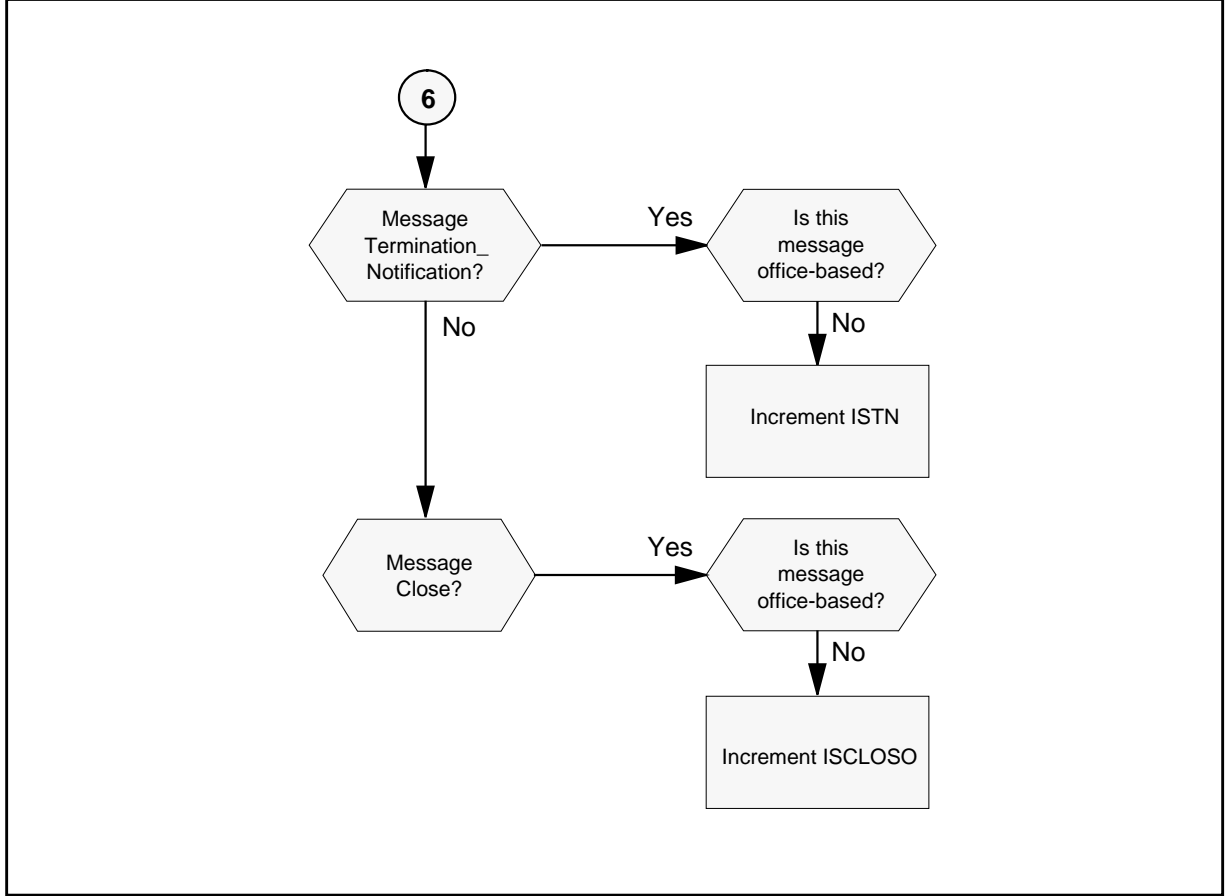 6
Message
Termination_
Notification?
Yes
Is this
message
office-based?
No
No
Increment ISTN
Message
Close?
Yes
Is this
message
office-based?
No
Increment ISCLOSO